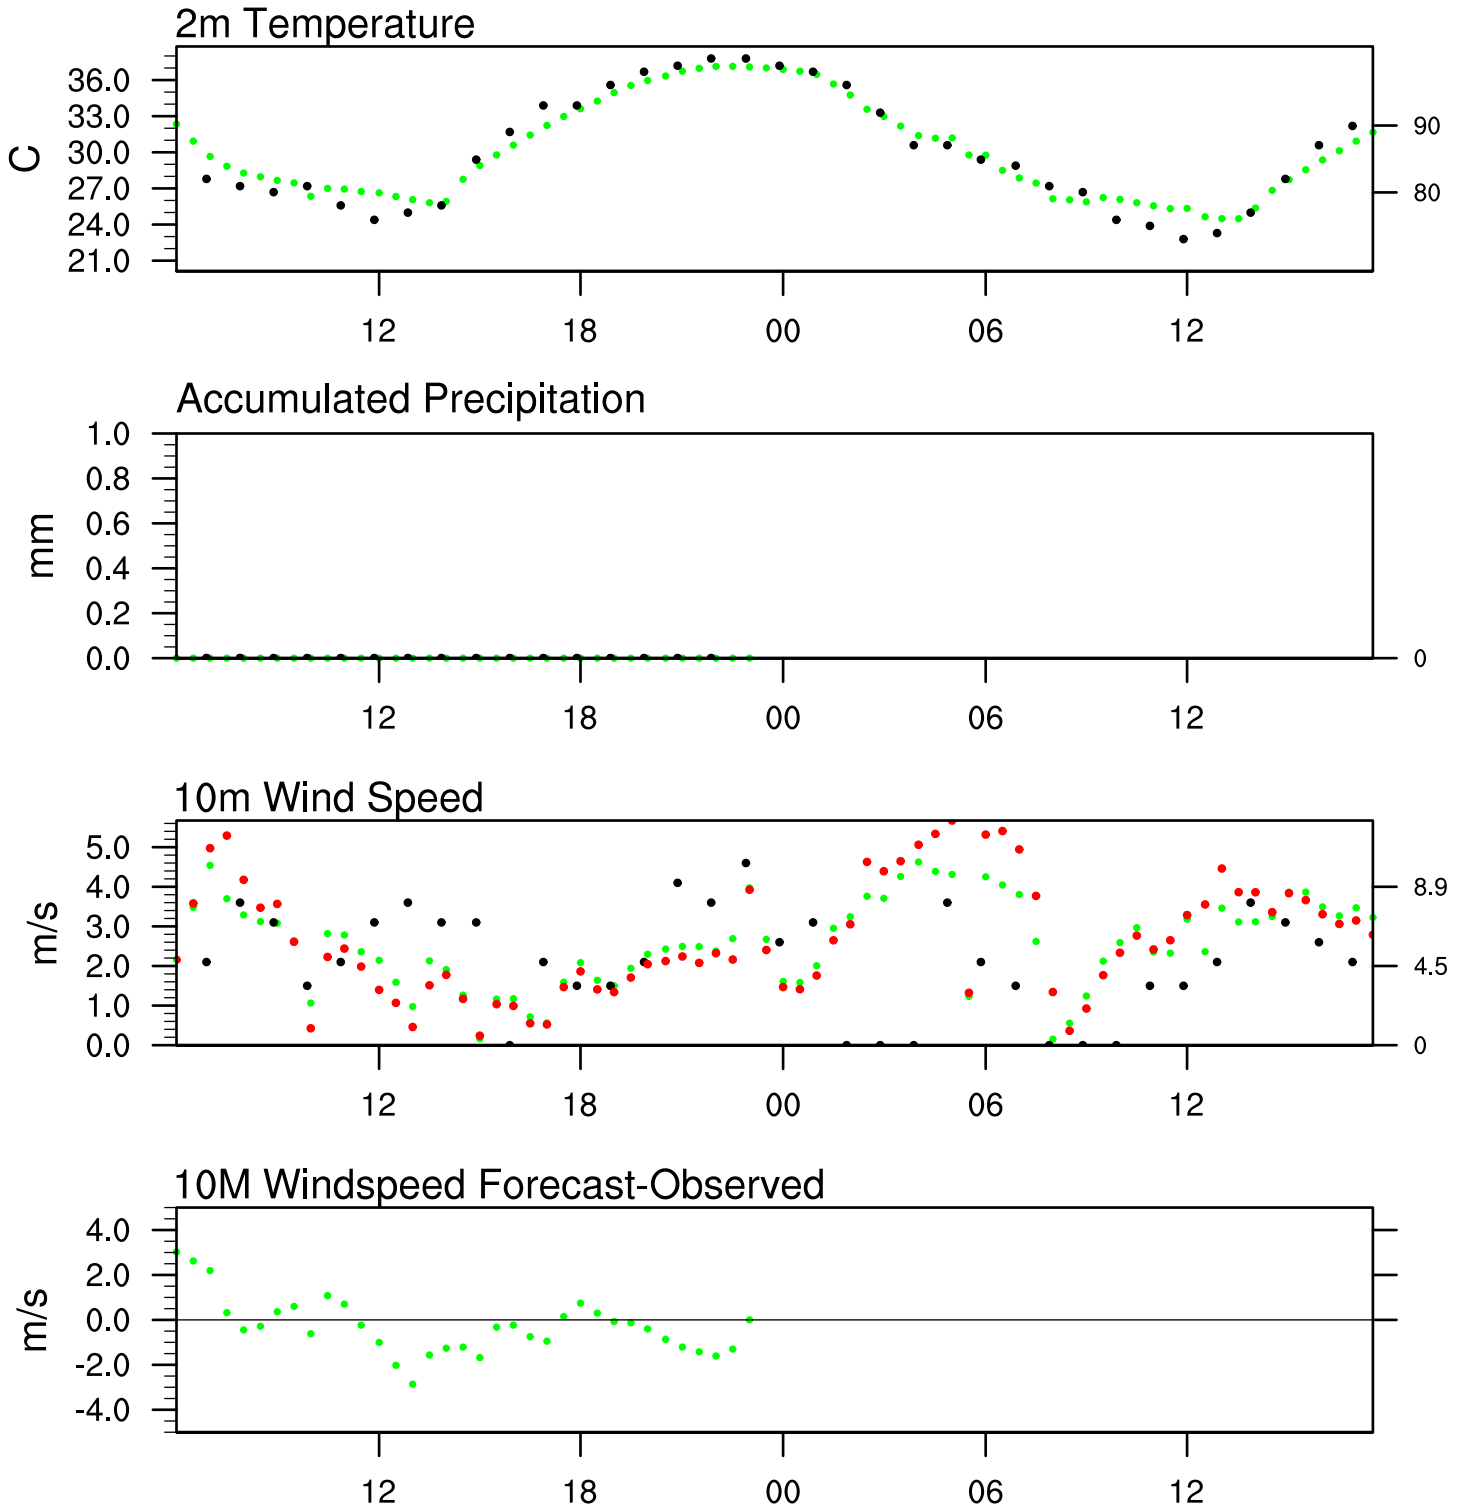 2m Temperature
36.0
33.0
30.0
27.0
24.0
21.0
C
90
80
12 18 00 06 12
Accumulated Precipitation
1.0
0.8
0.6
0.4
0.2
0.0
mm
0
12 18 00 06 12
10m Wind Speed
5.0
4.0
3.0
2.0
1.0
0.0
m/s
8.9
4.5
0
12 18 00 06 12
10M Windspeed Forecast-Observed
4.0
2.0
0.0
-2.0
-4.0
m/s
12 18 00 06 12